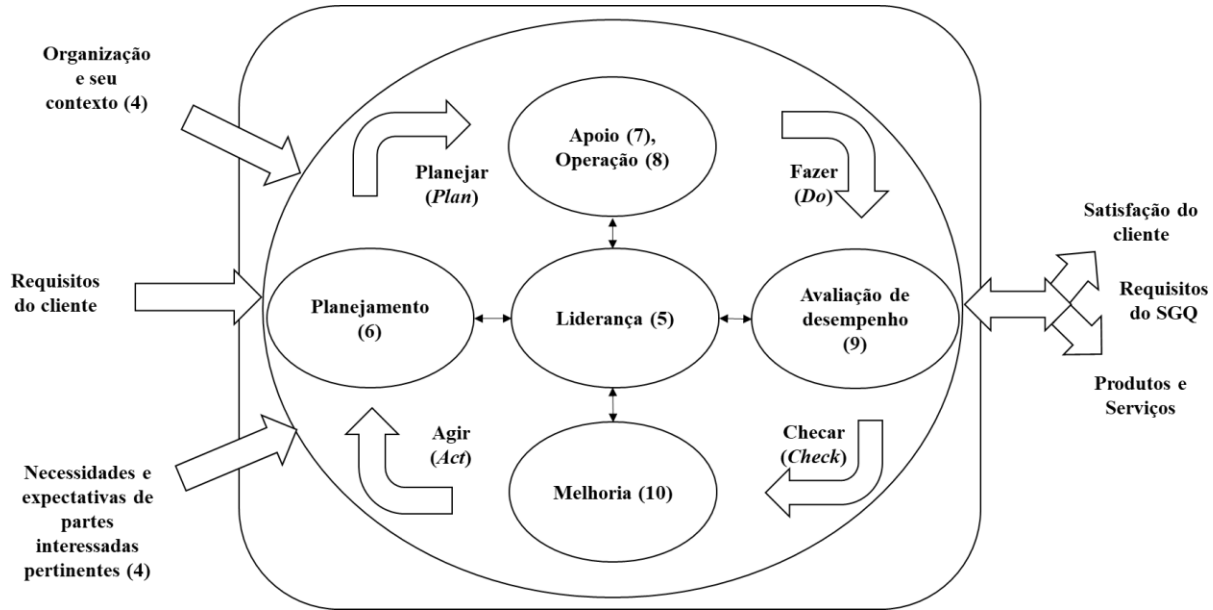 Organização
e seu
contexto (4)
Requisitos
do cliente
Necessidades e
expectativas de
partes
interessadas
pertinentes (4)
Planejar
(Plan)
Apoio (7),
Operação (8)
Fazer
(Do)
Planejamento
(6)
Liderança (5)
Avaliação de
desempenho
(9)
Agir
(Act)
Melhoria (10)
Checar
(Check)
Satisfação do
cliente
Requisitos
do SGQ
Produtos e
Serviços